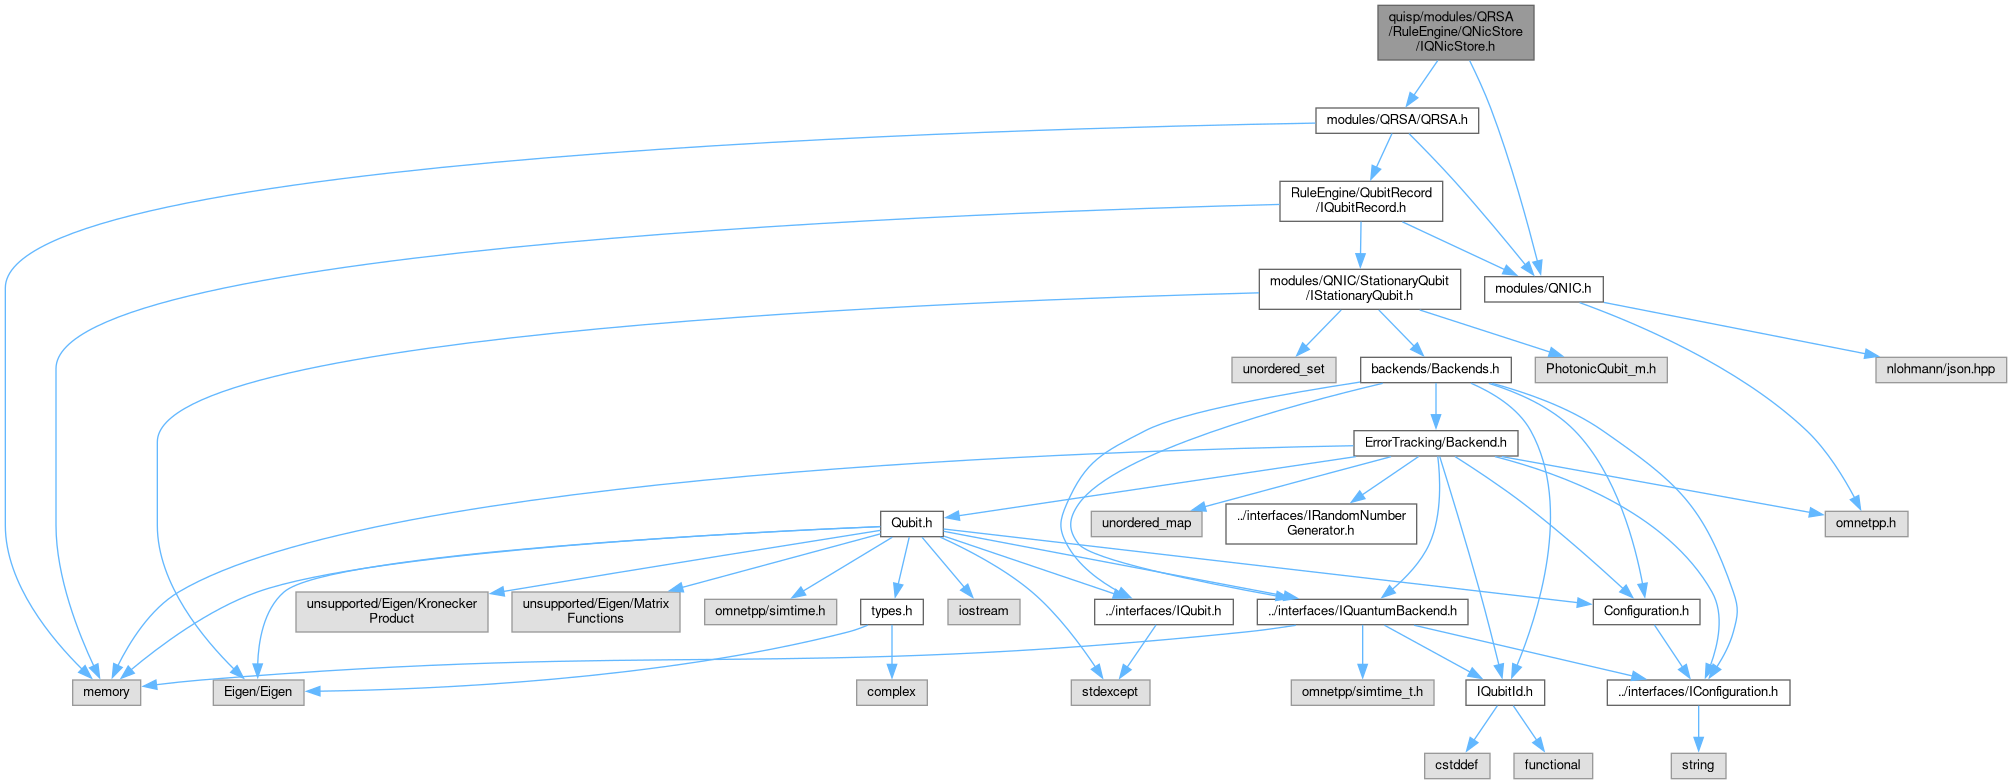 quisp/modules/QRSA
/RuleEngine/QNicStore
/IQNicStore.h
modules/QRSA/QRSA.h
RuleEngine/QubitRecord
/IQubitRecord.h
modules/QNIC/StationaryQubit
/IStationaryQubit.h
modules/QNIC.h
unordered_set
backends/Backends.h
PhotonicQubit_m.h
nlohmann/json.hpp
ErrorTracking/Backend.h
Qubit.h
unordered_map
../interfaces/IRandomNumber
Generator.h
omnetpp.h
unsupported/Eigen/Kronecker
Product
unsupported/Eigen/Matrix
Functions
omnetpp/simtime.h
types.h
iostream
../interfaces/IQubit.h
../interfaces/IQuantumBackend.h
Configuration.h
memory
Eigen/Eigen
complex
stdexcept
omnetpp/simtime_t.h
IQubitId.h
../interfaces/IConfiguration.h
cstddef
functional
string